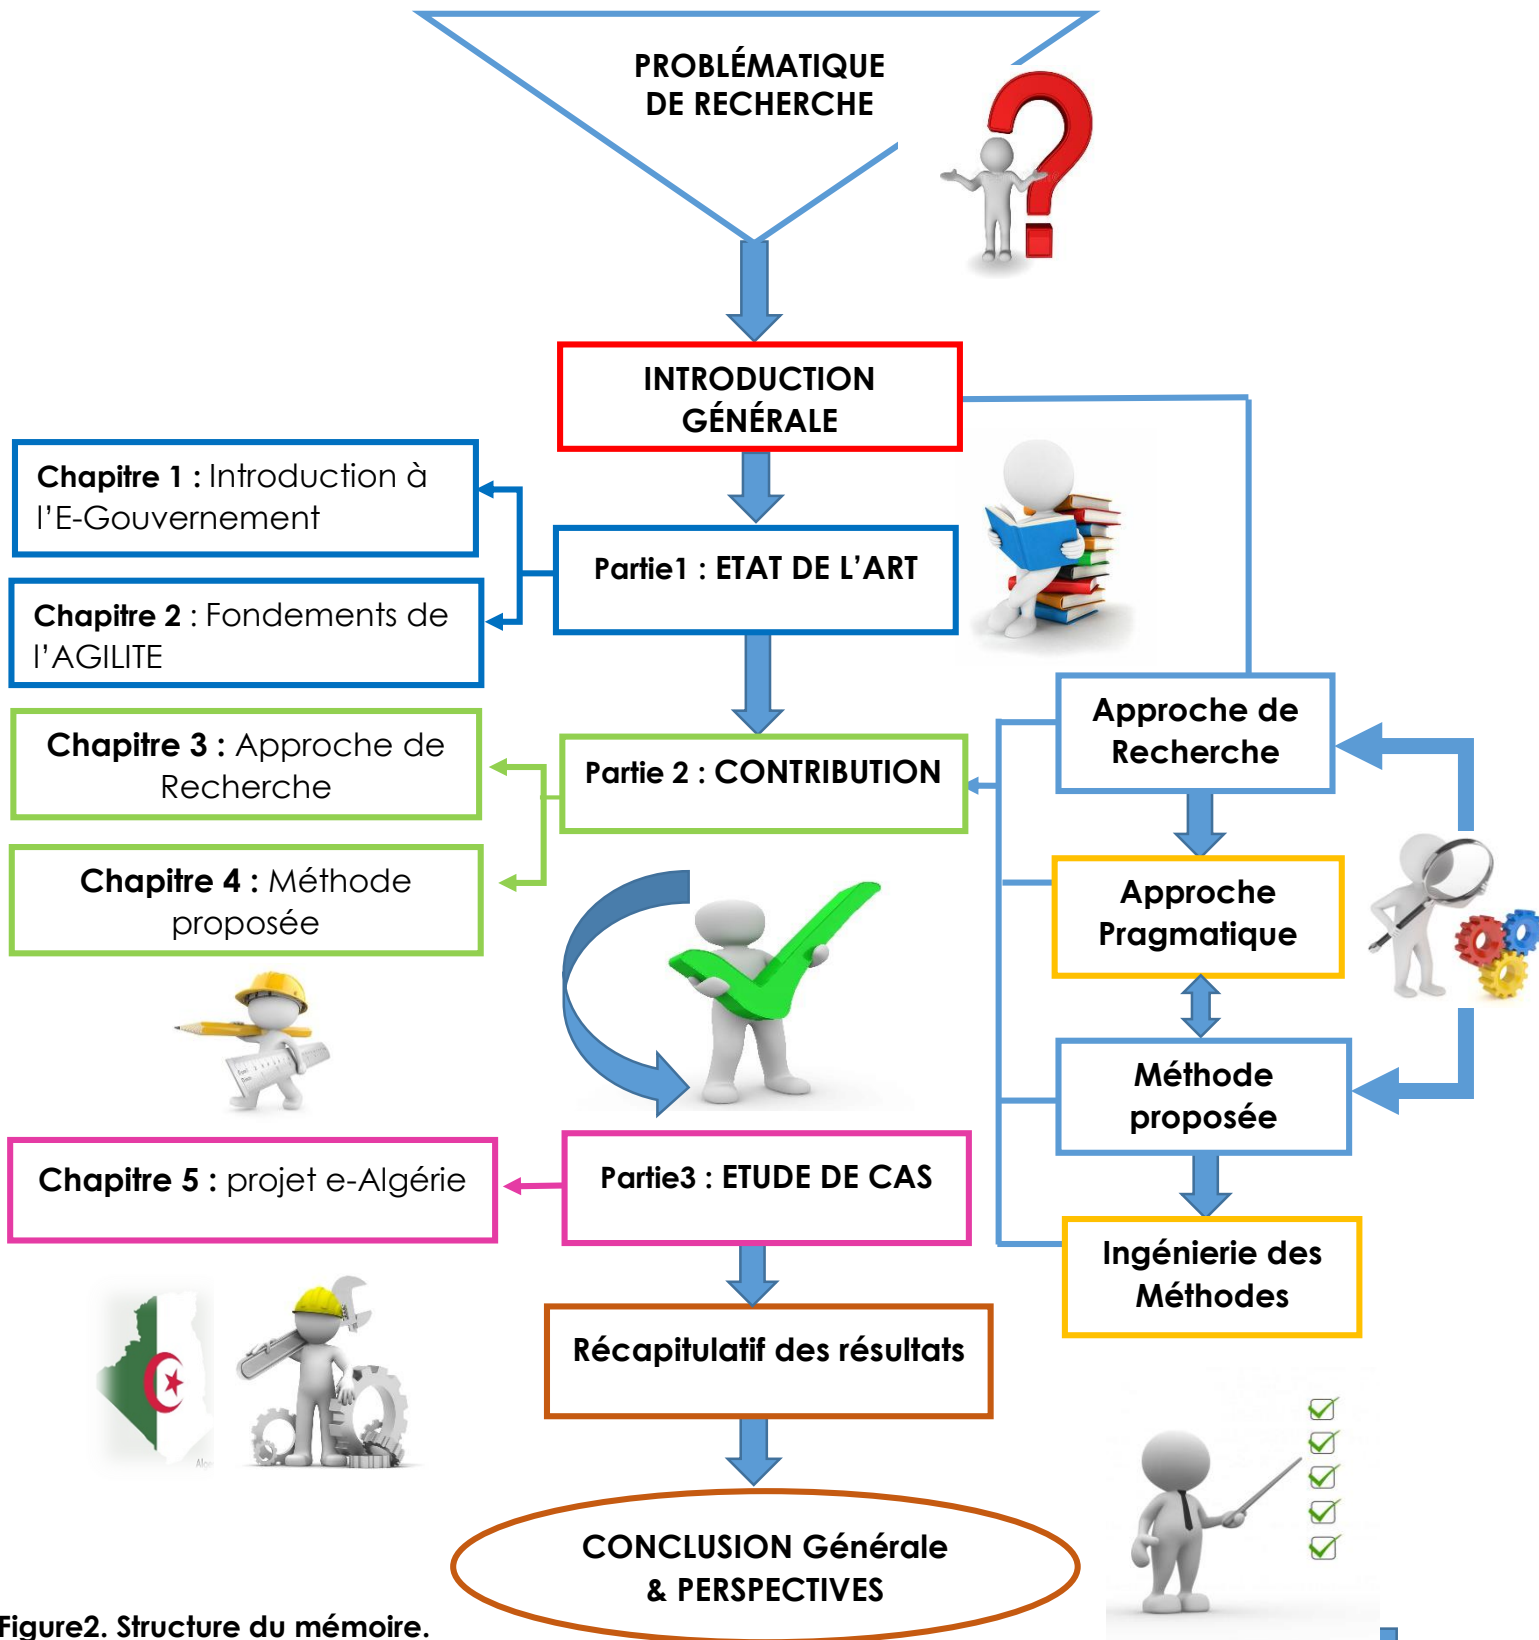 PROBLÉMATIQUE
DE RECHERCHE
INTRODUCTION
GÉNÉRALE
Chapitre 1 : Introduction à
l'E-Gouvernement
Partie1 : ETAT DE L'ART
Chapitre 2 : Fondements de
l'AGILITE
Approche de
Recherche
Chapitre 3 : Approche de
Recherche
Partie 2 : CONTRIBUTION
Chapitre 4 : Méthode
proposée
Approche
Pragmatique
Méthode
proposée
Chapitre 5 : projet e-Algérie
Partie3 : ETUDE DE CAS
Ingénierie des
Méthodes
Récapitulatif des résultats
CONCLUSION Générale
& PERSPECTIVES
Figure2. Structure du mémoire.